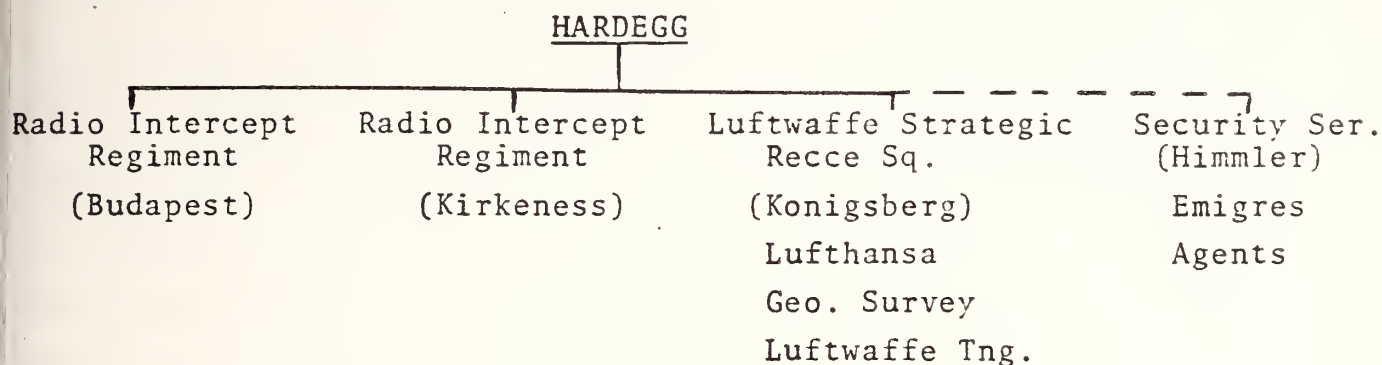 HARDEGG
Radio Intercept Regiment
(Budapest)
Radio Intercept Regiment
(Kirkeness)
Luftwaffe Strategic
Recce Sq.
(Konigsberg)
Lufthansa
Geo. Survey
Luftwaffe Tng.
Security Ser.
(Himmler)
Emigres
Agents